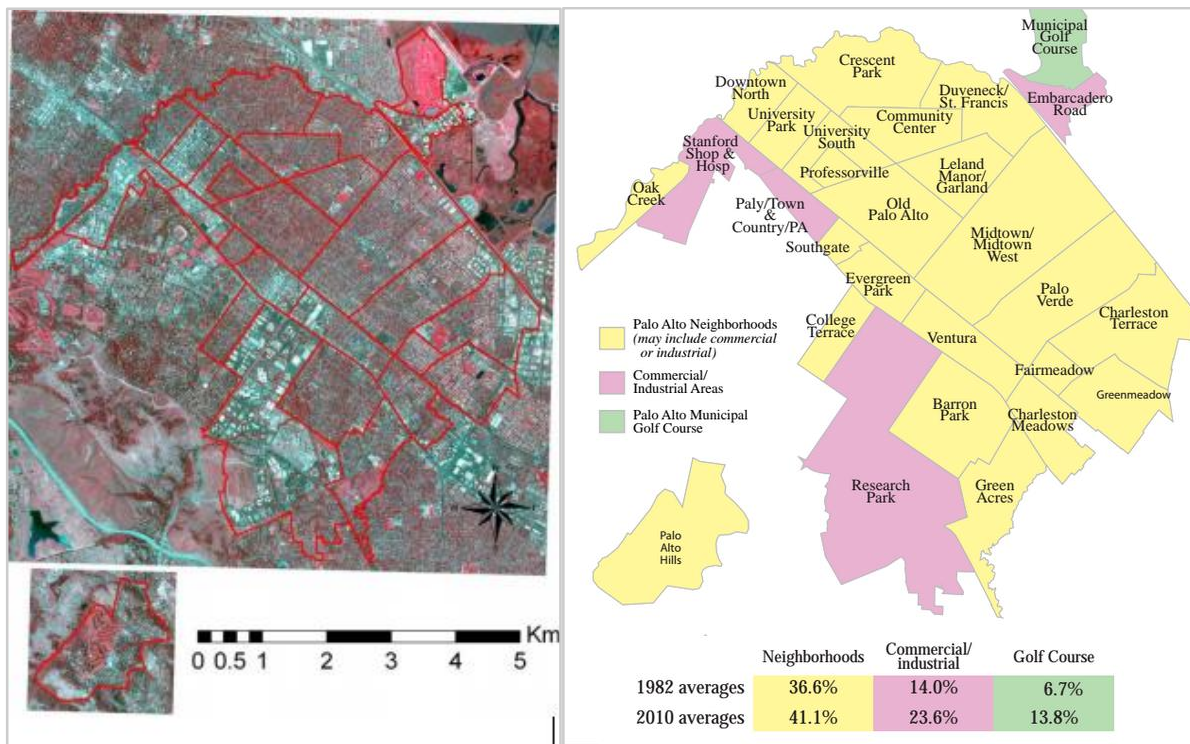 Km
0 0.5 1 2 3 4 5
Municipal
Golf
Course
Crescent
Park
Downtown
North
Duveneck/
St. Francis
Embarcadero
Road
University
Park
Community
Center
University
South
Stanford
Shop &
Hosp
Professorville
Leland
Manor/
Garland
Oak
Creek
Old
Palo Alto
Paly/Town
&
Country/PA
Midtown/
Midtown
West
Southgate
Evergreen
Park
Palo
Verde
College
Terrace
Charleston
Terrace
Ventura
Fairmeadow
Greenmeadow
Barron
Park
Charleston
Meadows
Research
Park
Green
Acres
Palo
Alto
Hills
Palo Alto Neighborhoods
(may include commercial
or industrial)
Commercial/
Industrial Areas
Palo Alto Municipal
Golf Course
Neighborhoods Commercial/
industrial Golf Course
1982 averages 36.6% 14.0% 6.7%
2010 averages 41.1% 23.6% 13.8%